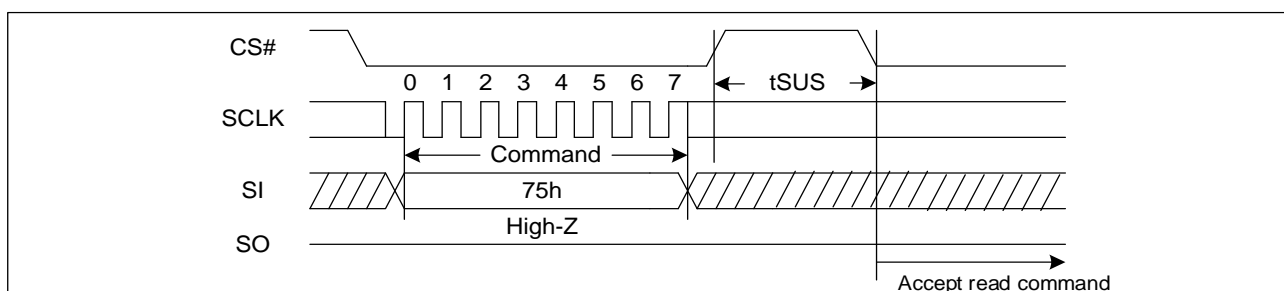 CS#
0 1 2 3 4 5 6 7
tSUS
SCLK
Command
SI
75h
High-Z
SO
Accept read command